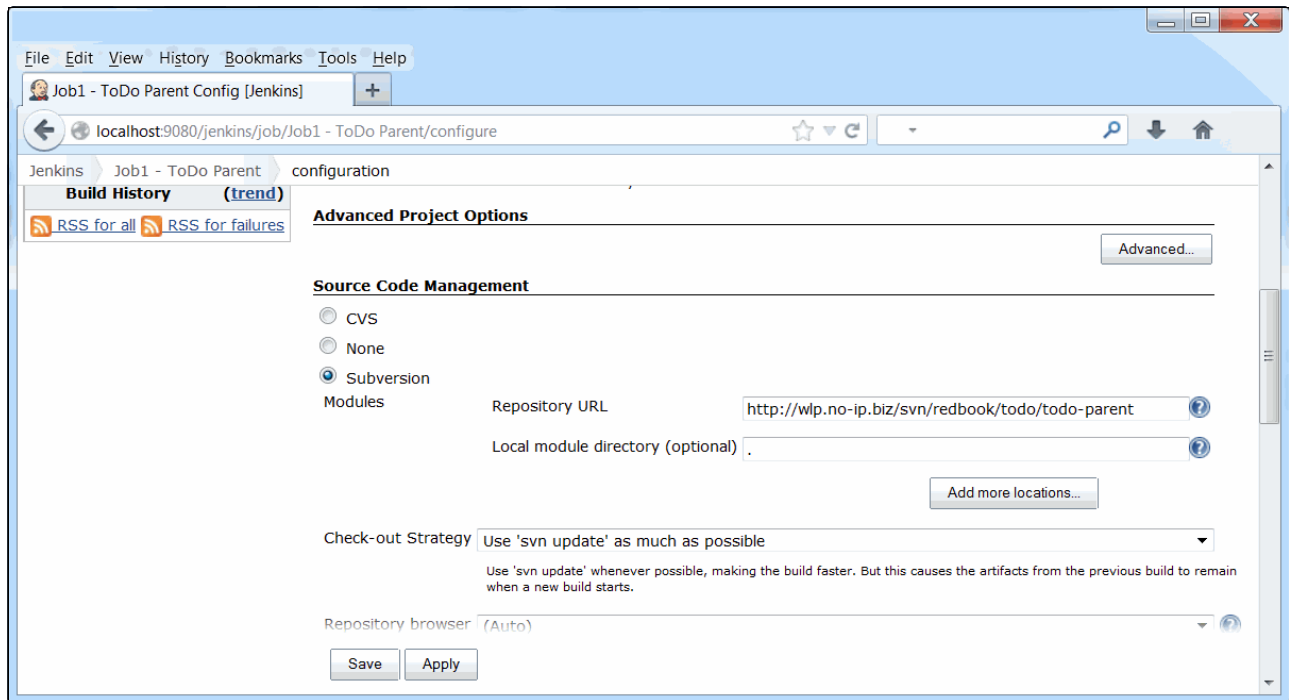 File Edit View History Bookmarks Tools Help
Job1 - ToDo Parent Config [Jenkins]
localhost:9080/jenkins/job/Job1 - ToDo Parent/configure
Jenkins Job1 - ToDo Parent configuration
Build History (trend)
RSS for all RSS for failures
Advanced Project Options
Advanced...
Source Code Management
CVS
None
Subversion
Modules
Repository URL http://wlp.no-ip.biz/svn/redbook/todo/todo-parent
Local module directory (optional) .
Add more locations...
Check-out Strategy Use 'svn update' as much as possible
Use 'svn update' whenever possible, making the build faster. But this causes the artifacts from the previous build to remain
when a new build starts.
Repository browser (Auto)
Save Apply